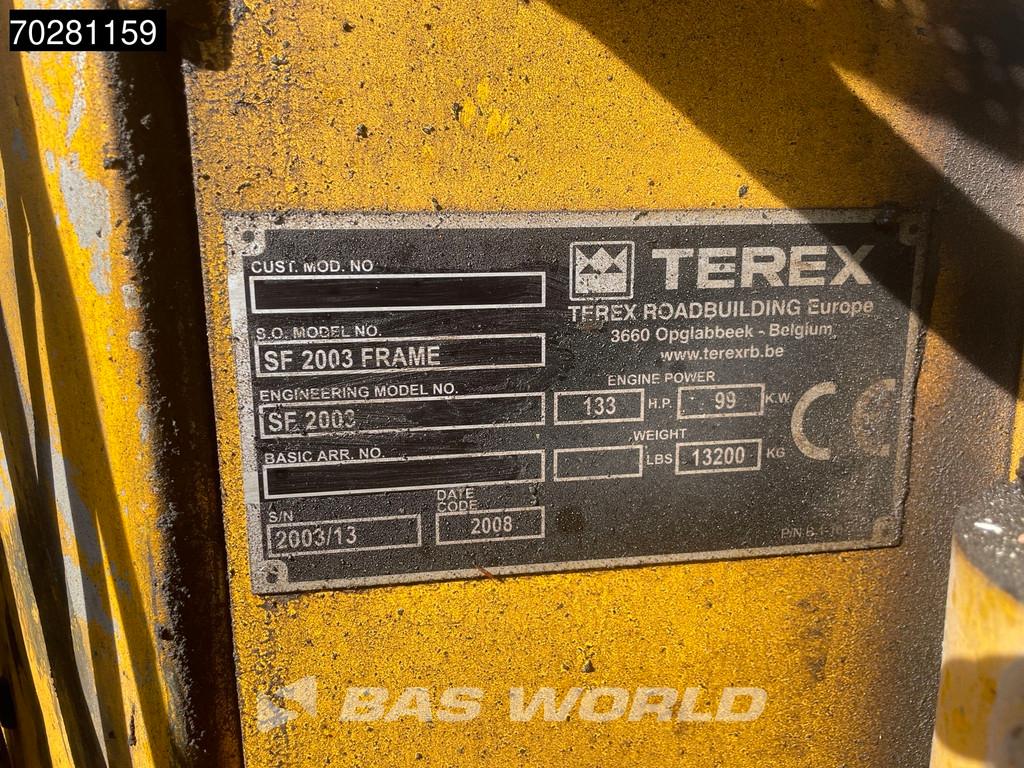 70281159
CUST. MOD. NO
S.O. MODEL NO.
SF 2003 FRAME
ENGINEERING MODEL NO.
SF 2003
BASIC ARR. NO.
S/N
2003/13
DATE CODE
2008
TEREX
TEREX ROADBUILDING Europe
3660 Opglabbeek - Belgium
www.terexrb.be
ENGINE POWER
133 H.P. 99 K.W.
WEIGHT
LBS 13200 KG
CE
P/N
BAS WORLD